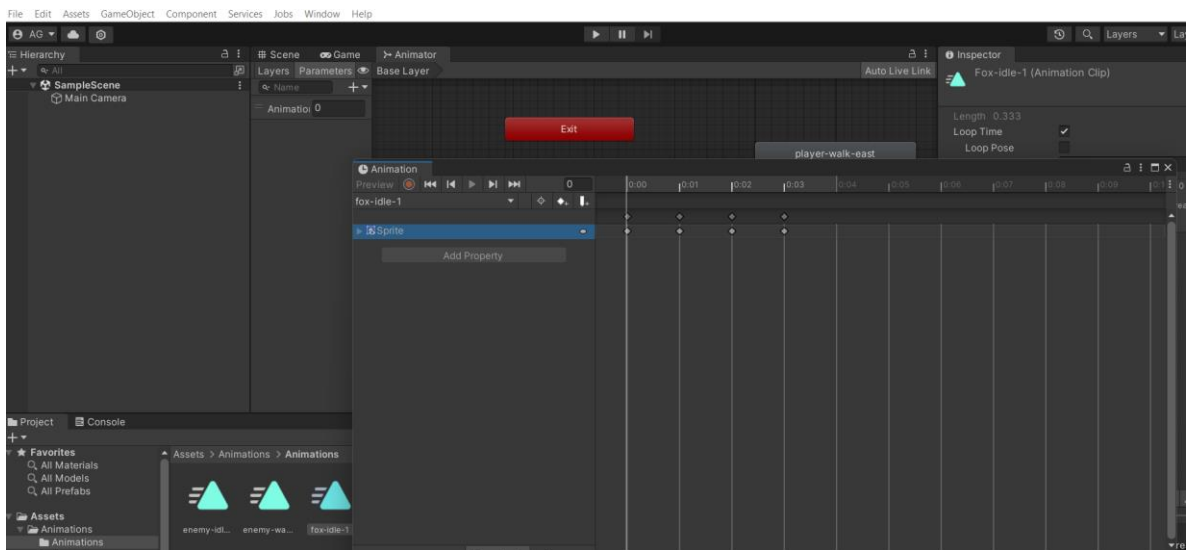 File Edit Assets GameObject Component Services Jobs Window Help
AG Layers
Hierarchy Scene Game Animator Inspector
All Layers Parameters Base Layer Auto Live Link Fox-idle-1 (Animation Clip)
SampleScene Name
Main Camera Animatio 0
Length 0.333
Exit Loop Time
player-walk-east Loop Pose
Animation
Preview 0 0:00 0:01 0:02 0:03 0:04 0:05 0:06 0:07 0:08 0:09
fox-idle-1
Sprite
Add Property
Project Console
Favorites Assets > Animations > Animations
All Materials
All Models
All Prefabs
Assets
Animations enemy-idl... enemy-wa... fox-idle-1
Animations